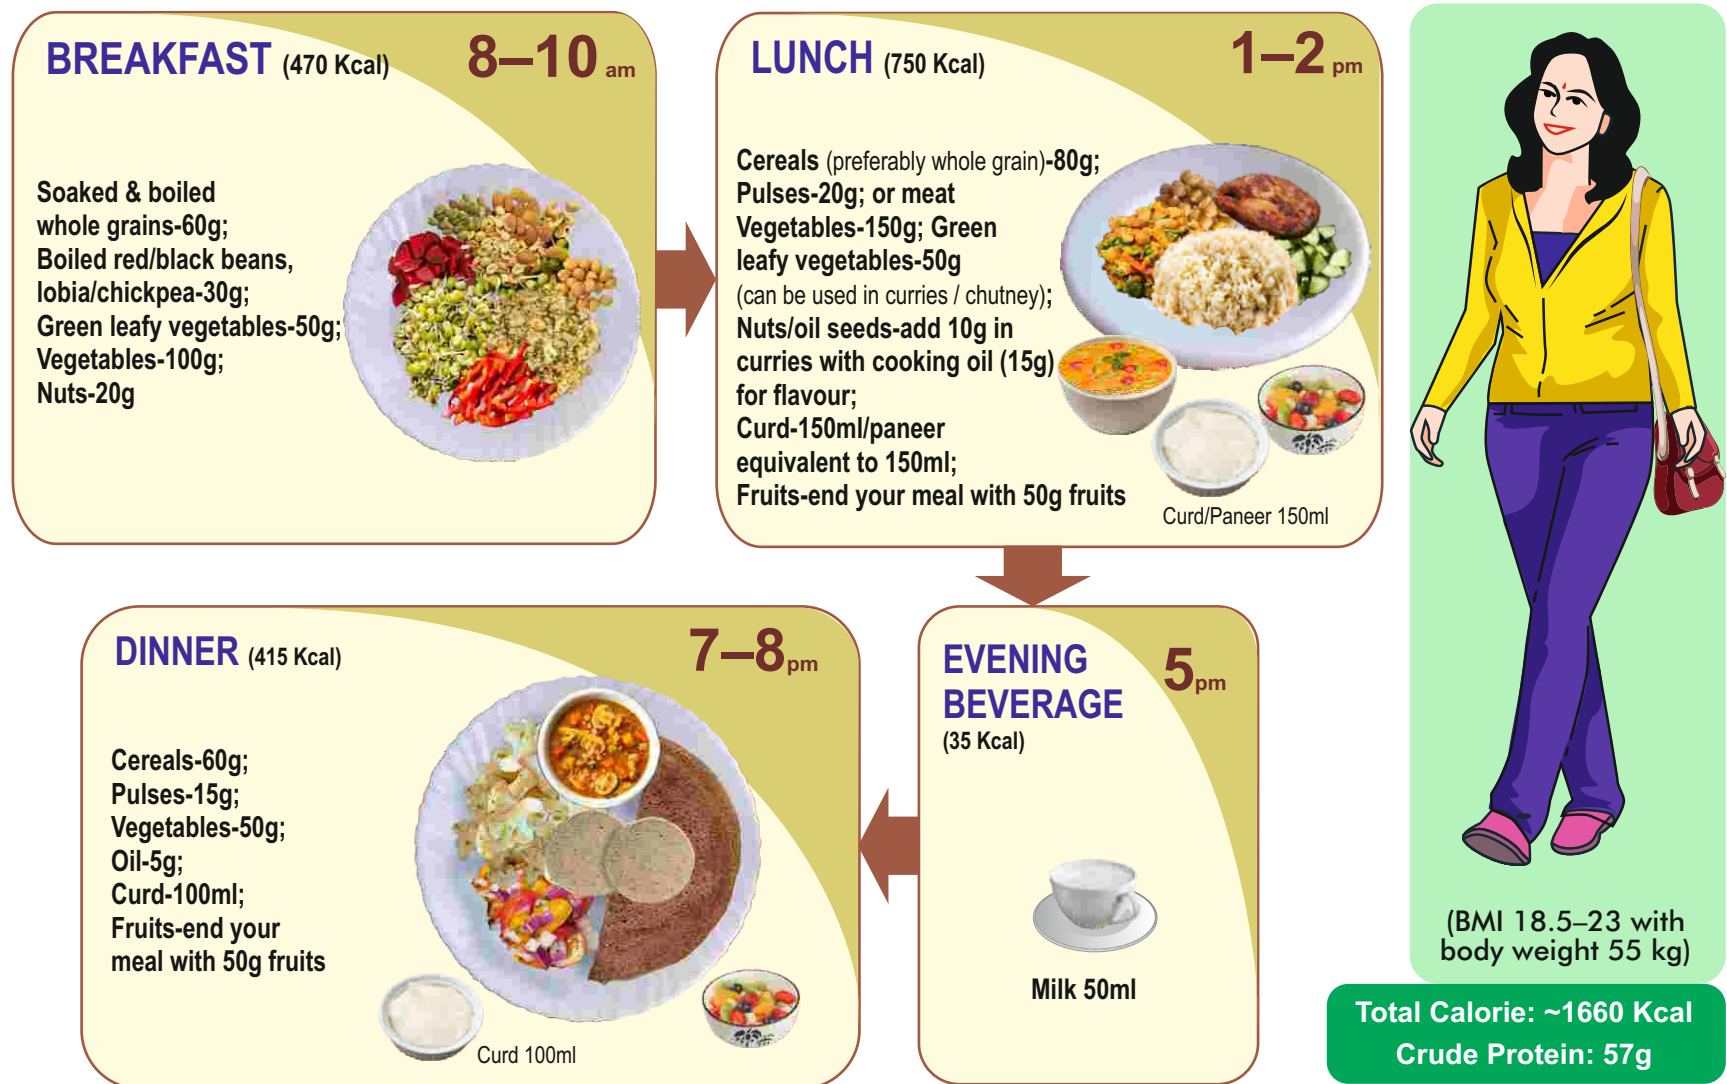 BREAKFAST (470 Kcal)
8–10 am
Soaked & boiled
whole grains-60g;
Boiled red/black beans,
lobia/chickpea-30g;
Green leafy vegetables-50g;
Vegetables-100g;
Nuts-20g
LUNCH (750 Kcal)
1–2 pm
Cereals (preferably whole grain)-80g;
Pulses-20g; or meat
Vegetables-150g; Green
leafy vegetables-50g
(can be used in curries / chutney);
Nuts/oil seeds-add 10g in
curries with cooking oil (15g)
for flavour;
Curd-150ml/paneer
equivalent to 150ml;
Fruits-end your meal with 50g fruits
Curd/Paneer 150ml
EVENING
BEVERAGE
(35 Kcal)
5pm
Milk 50ml
DINNER (415 Kcal)
7–8pm
Cereals-60g;
Pulses-15g;
Vegetables-50g;
Oil-5g;
Curd-100ml;
Fruits-end your
meal with 50g fruits
Curd 100ml
(BMI 18.5–23 with
body weight 55 kg)
Total Calorie: ~1660 Kcal
Crude Protein: 57g